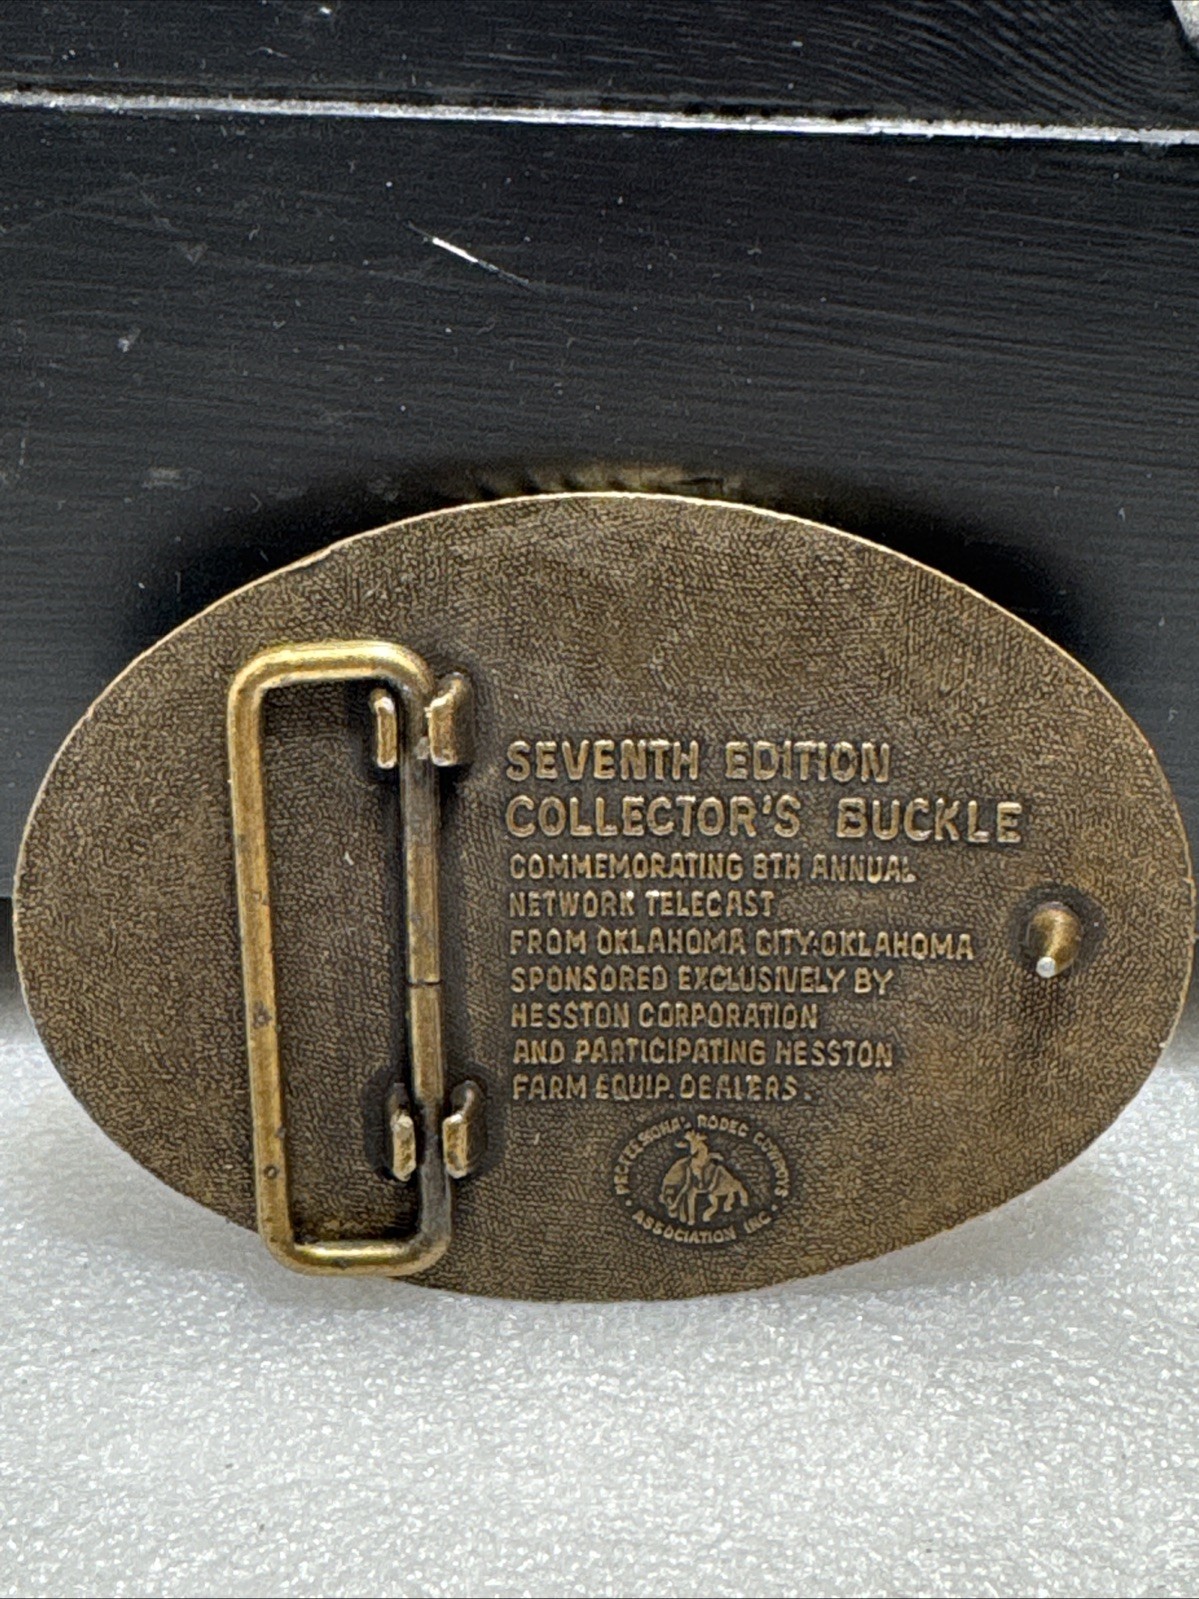 SEVENTH EDITION
COLLECTOR'S BUCKLE
COMMEMORATING 8TH ANNUAL
NETWORK TELECAST
FROM OKLAHOMA CITY, OKLAHOMA
SPONSORED EXCLUSIVELY BY
HESSTON CORPORATION
AND PARTICIPATING HESSTON
FARM EQUIP. DEALERS.
PROFESSIONAL RODEO COWBOYS
ASSOCIATION INC.